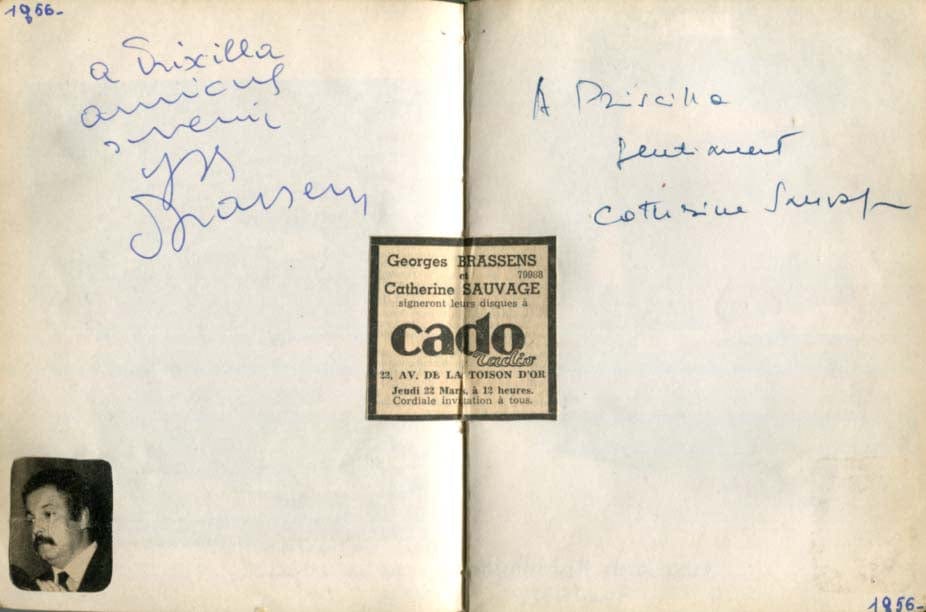 1956-
a Prixilla
amical
souvenir
Brassens
A Priscilla
gentiment
Catherine Sauvage
Georges BRASSENS
et 79988
Catherine SAUVAGE
signeront leurs disques à
cado
radio
22, AV. DE LA TOISON D'OR
Jeudi 22 Mars, à 12 heures.
Cordiale invitation à tous.
1956-